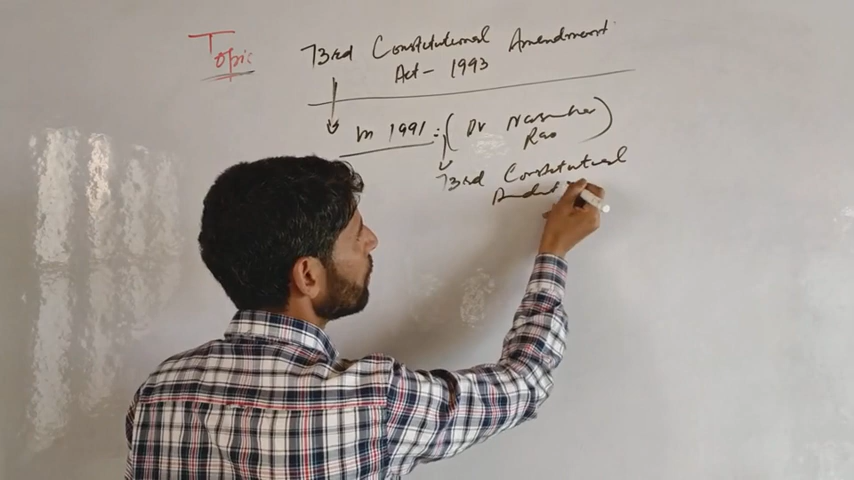 Topic
73rd Constitutional Amendment
Act - 1993
In 1991 = ( Dr Narsimha
Rao )
73rd Constitutional